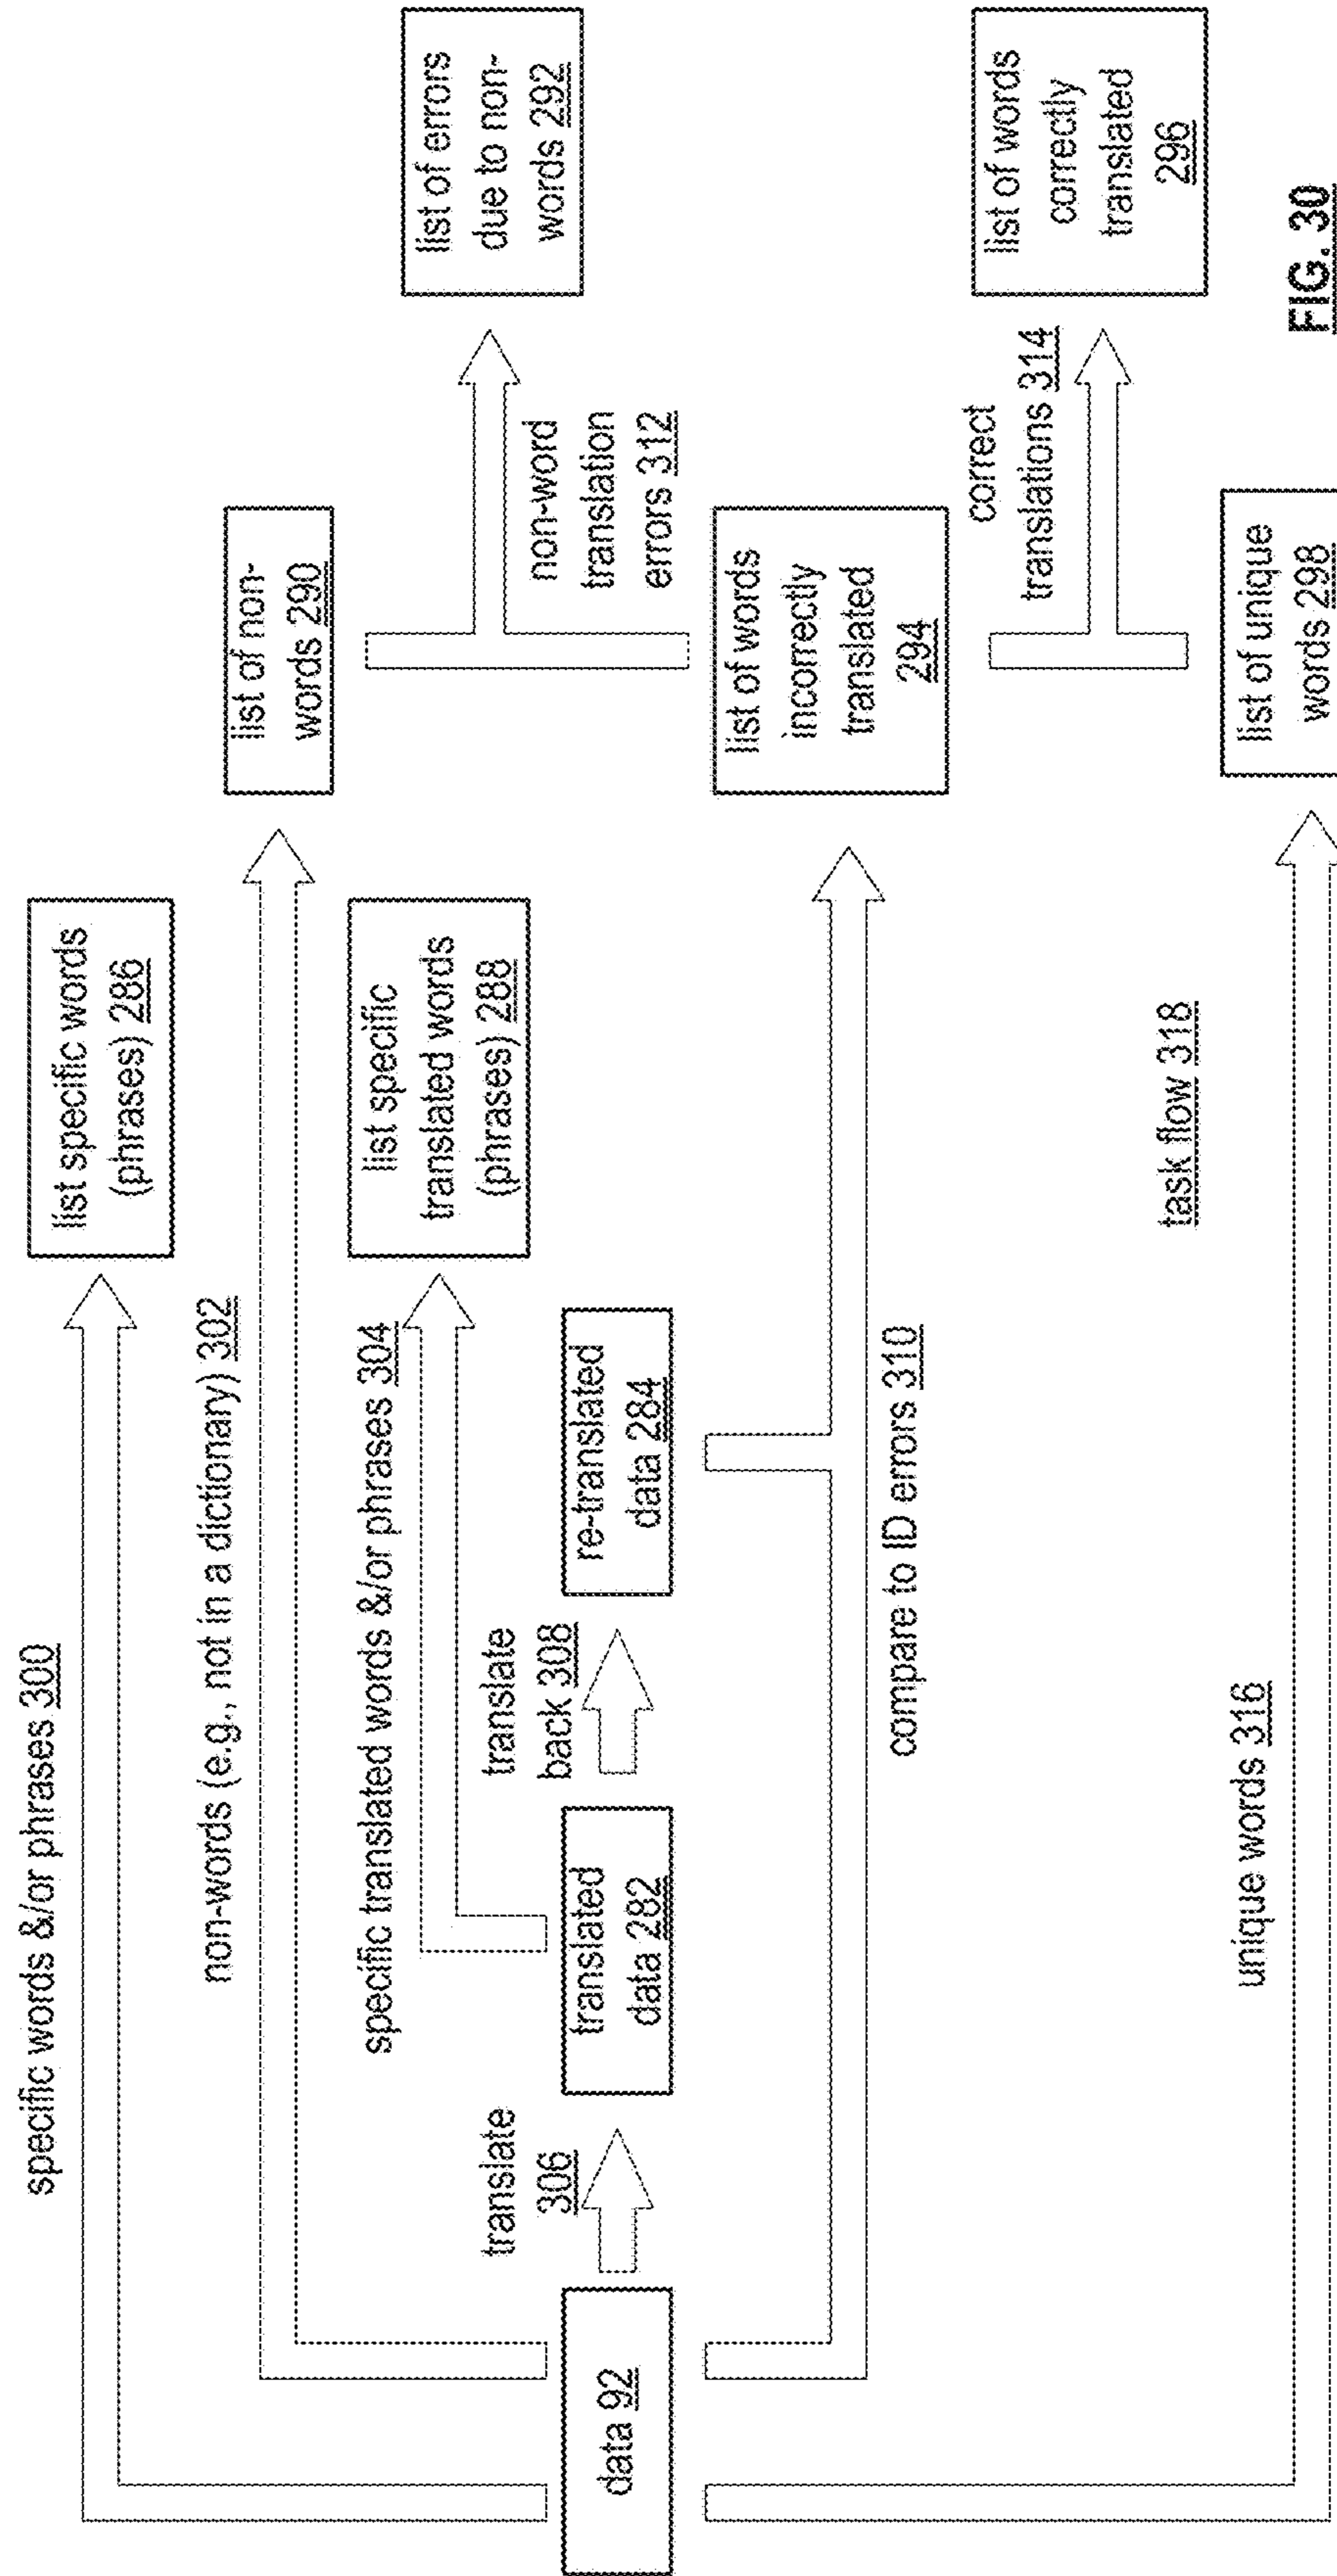 specific words &/or phrases 300
list specific words
(phrases) 286
non-words (e.g., not in a dictionary) 302
list of non-
words 290
specific translated words &/or phrases 304
list specific
translated words
(phrases) 288
list of errors
due to non-
words 292
non-word
translation
errors 312
data 92
translate
306
translated
data 282
translate
back 308
re-translated
data 284
compare to ID errors 310
list of words
incorrectly
translated
294
correct
translations 314
list of words
correctly
translated
296
task flow 318
unique words 316
list of unique
words 298
FIG. 30